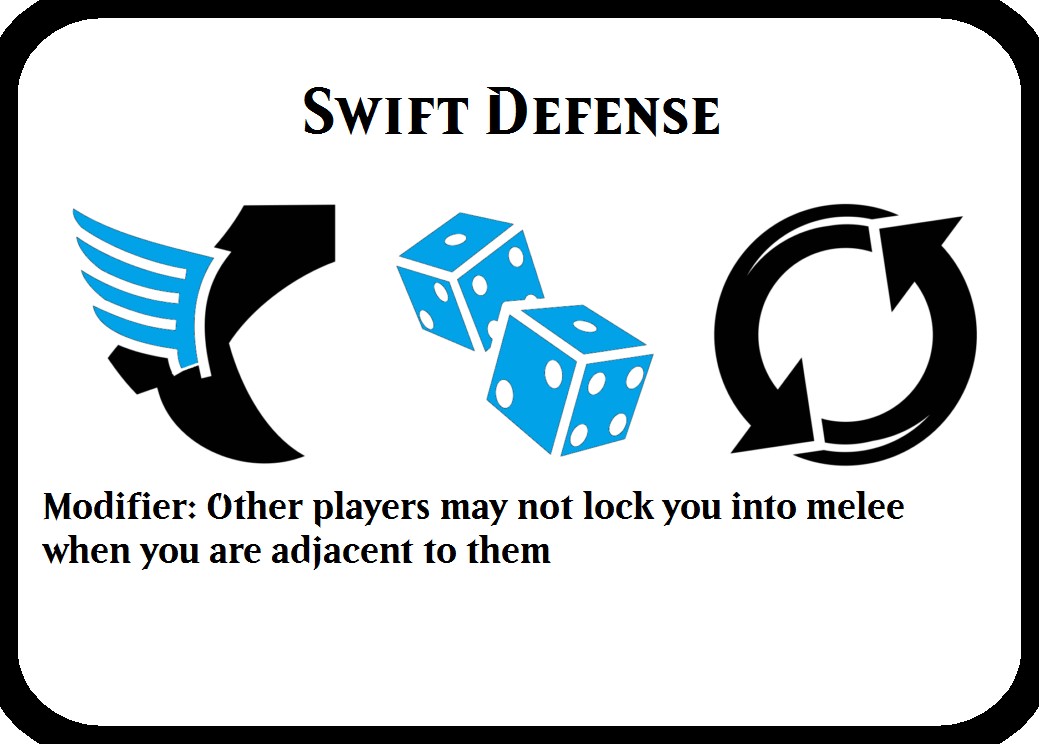 Swift Defense
Modifier: Other players may not lock you into melee
when you are adjacent to them